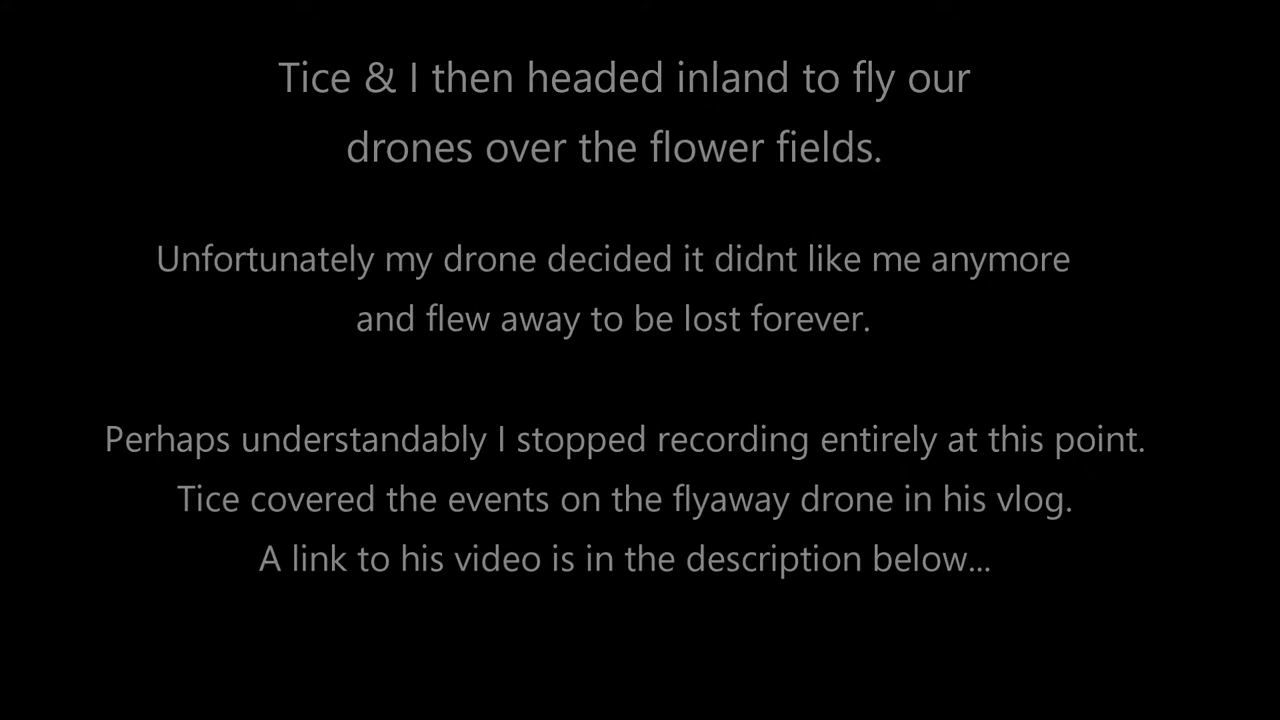 Tice & I then headed inland to fly our
drones over the flower fields.
Unfortunately my drone decided it didnt like me anymore
and flew away to be lost forever.
Perhaps understandably I stopped recording entirely at this point.
Tice covered the events on the flyaway drone in his vlog.
A link to his video is in the description below...